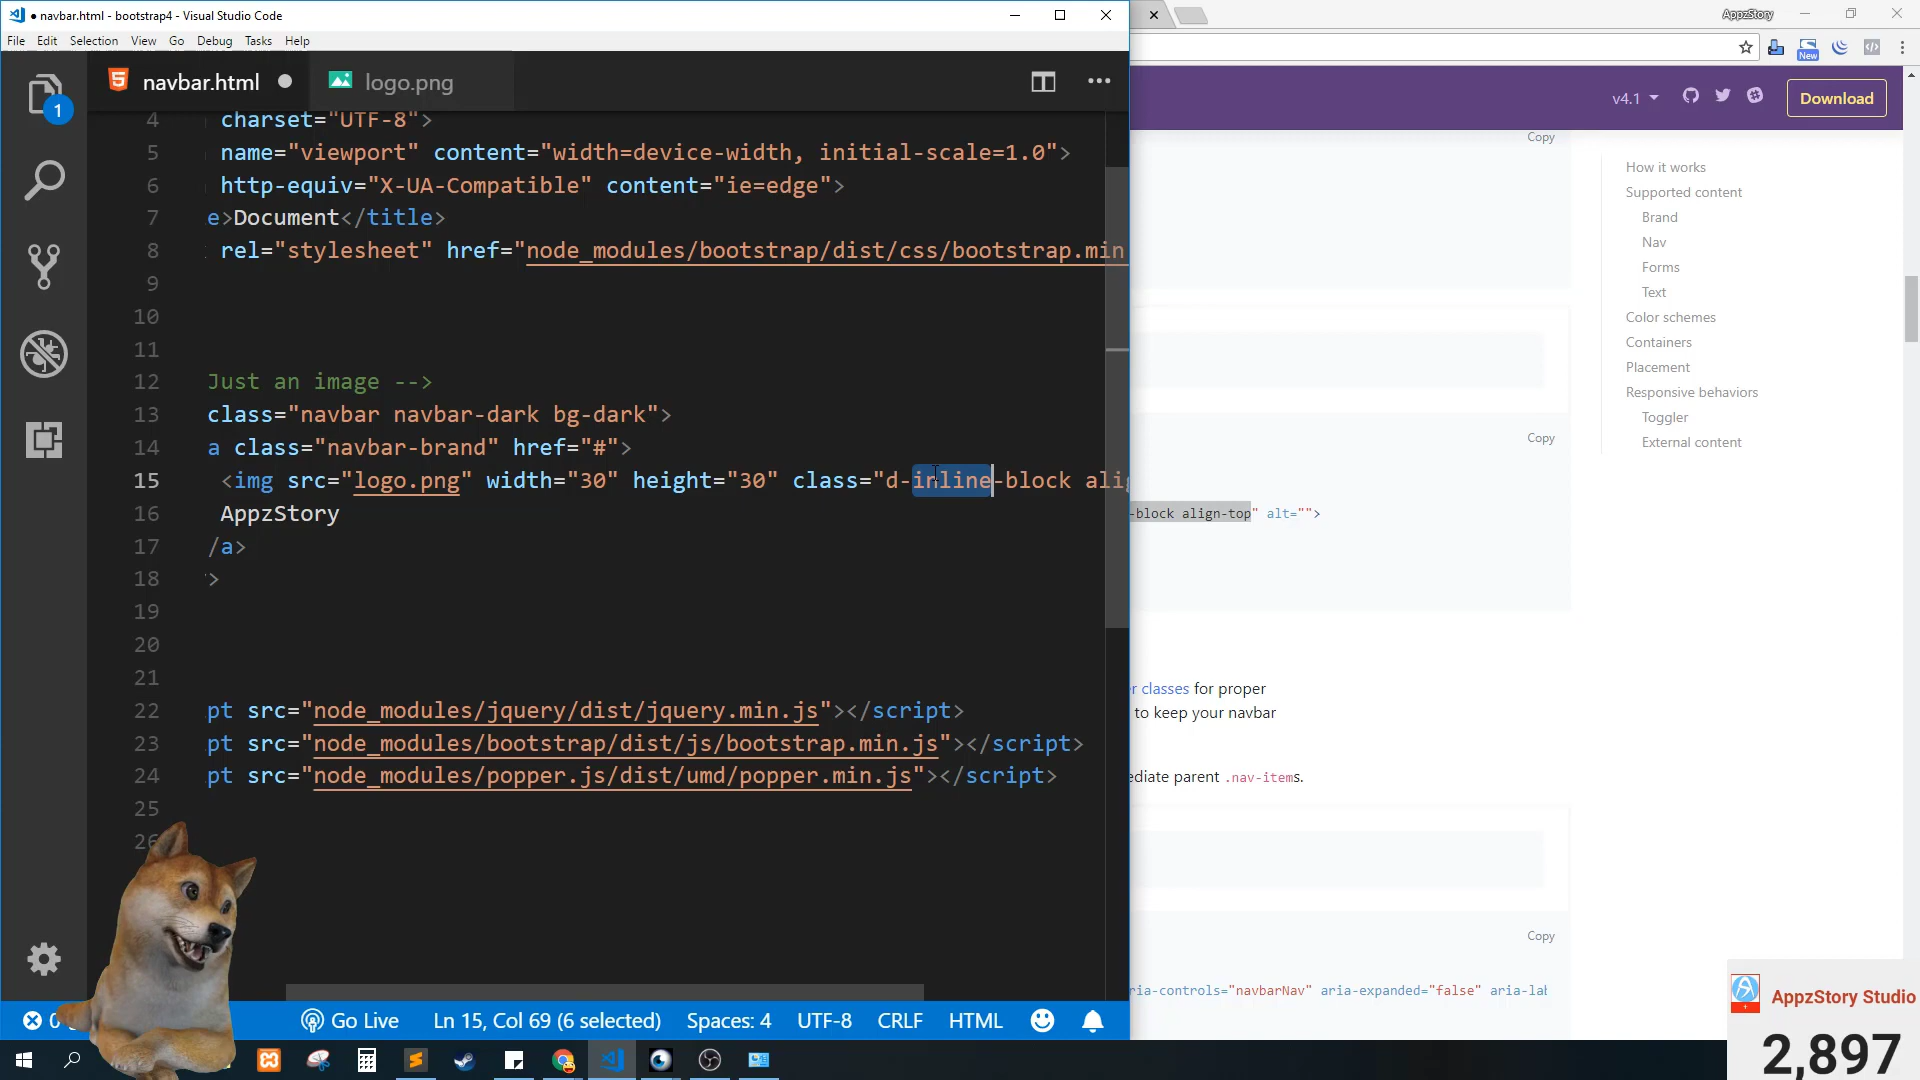 ● navbar.html - bootstrap4 - Visual Studio Code
File Edit Selection View Go Debug Tasks Help
navbar.html ● logo.png
1
4 charset="UTF-8">
5 name="viewport" content="width=device-width, initial-scale=1.0">
6 http-equiv="X-UA-Compatible" content="ie=edge">
7 e>Document</title>
8 rel="stylesheet" href="node_modules/bootstrap/dist/css/bootstrap.min
9
10
11
12 Just an image -->
13 class="navbar navbar-dark bg-dark">
14 a class="navbar-brand" href="#">
15 <img src="logo.png" width="30" height="30" class="d-inline-block alig
16 AppzStory
17 /a>
18 >
19
20
21
22 pt src="node_modules/jquery/dist/jquery.min.js"></script>
23 pt src="node_modules/bootstrap/dist/js/bootstrap.min.js"></script>
24 pt src="node_modules/popper.js/dist/umd/popper.min.js"></script>
25
26
0
Go Live Ln 15, Col 69 (6 selected) Spaces: 4 UTF-8 CRLF HTML
AppzStory
New
v4.1 Download
Copy
Copy
-block align-top" alt="">
r classes for proper
to keep your navbar
ediate parent .nav-items.
Copy
ria-controls="navbarNav" aria-expanded="false" aria-lab
How it works
Supported content
Brand
Nav
Forms
Text
Color schemes
Containers
Placement
Responsive behaviors
Toggler
External content
AppzStory Studio
2,897